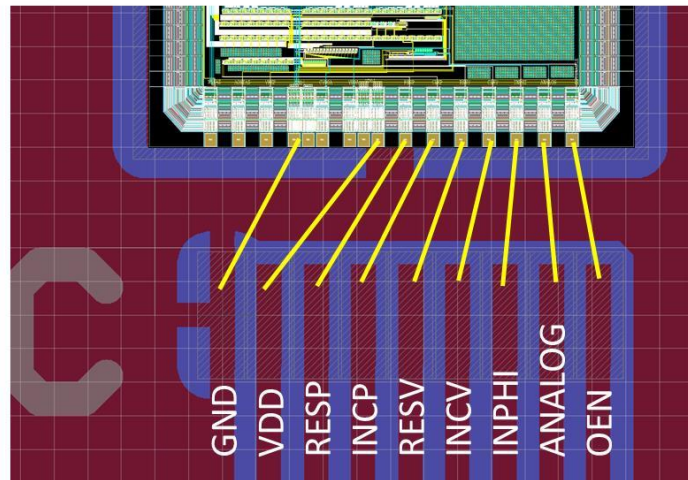 C
GND
VDD
RESP
INCP
RESV
INCV
INPHI
ANALOG
OEN